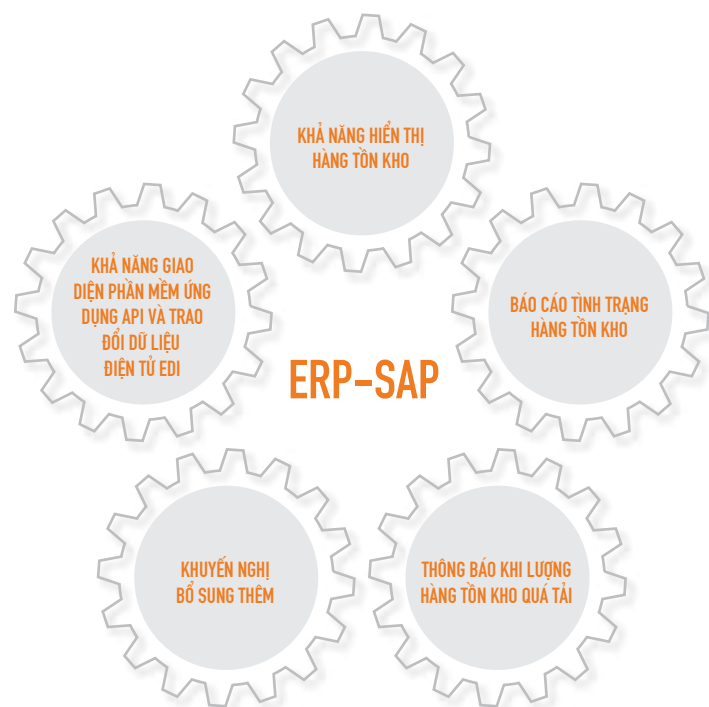 KHẢ NĂNG HIỂN THỊ
HÀNG TỒN KHO
KHẢ NĂNG GIAO
DIỆN PHẦN MỀM ỨNG
DỤNG API VÀ TRAO
ĐỔI DỮ LIỆU
ĐIỆN TỬ EDI
BÁO CÁO TÌNH TRẠNG
HÀNG TỒN KHO
ERP-SAP
KHUYẾN NGHỊ
BỔ SUNG THÊM
THÔNG BÁO KHI LƯỢNG
HÀNG TỒN KHO QUÁ TẢI